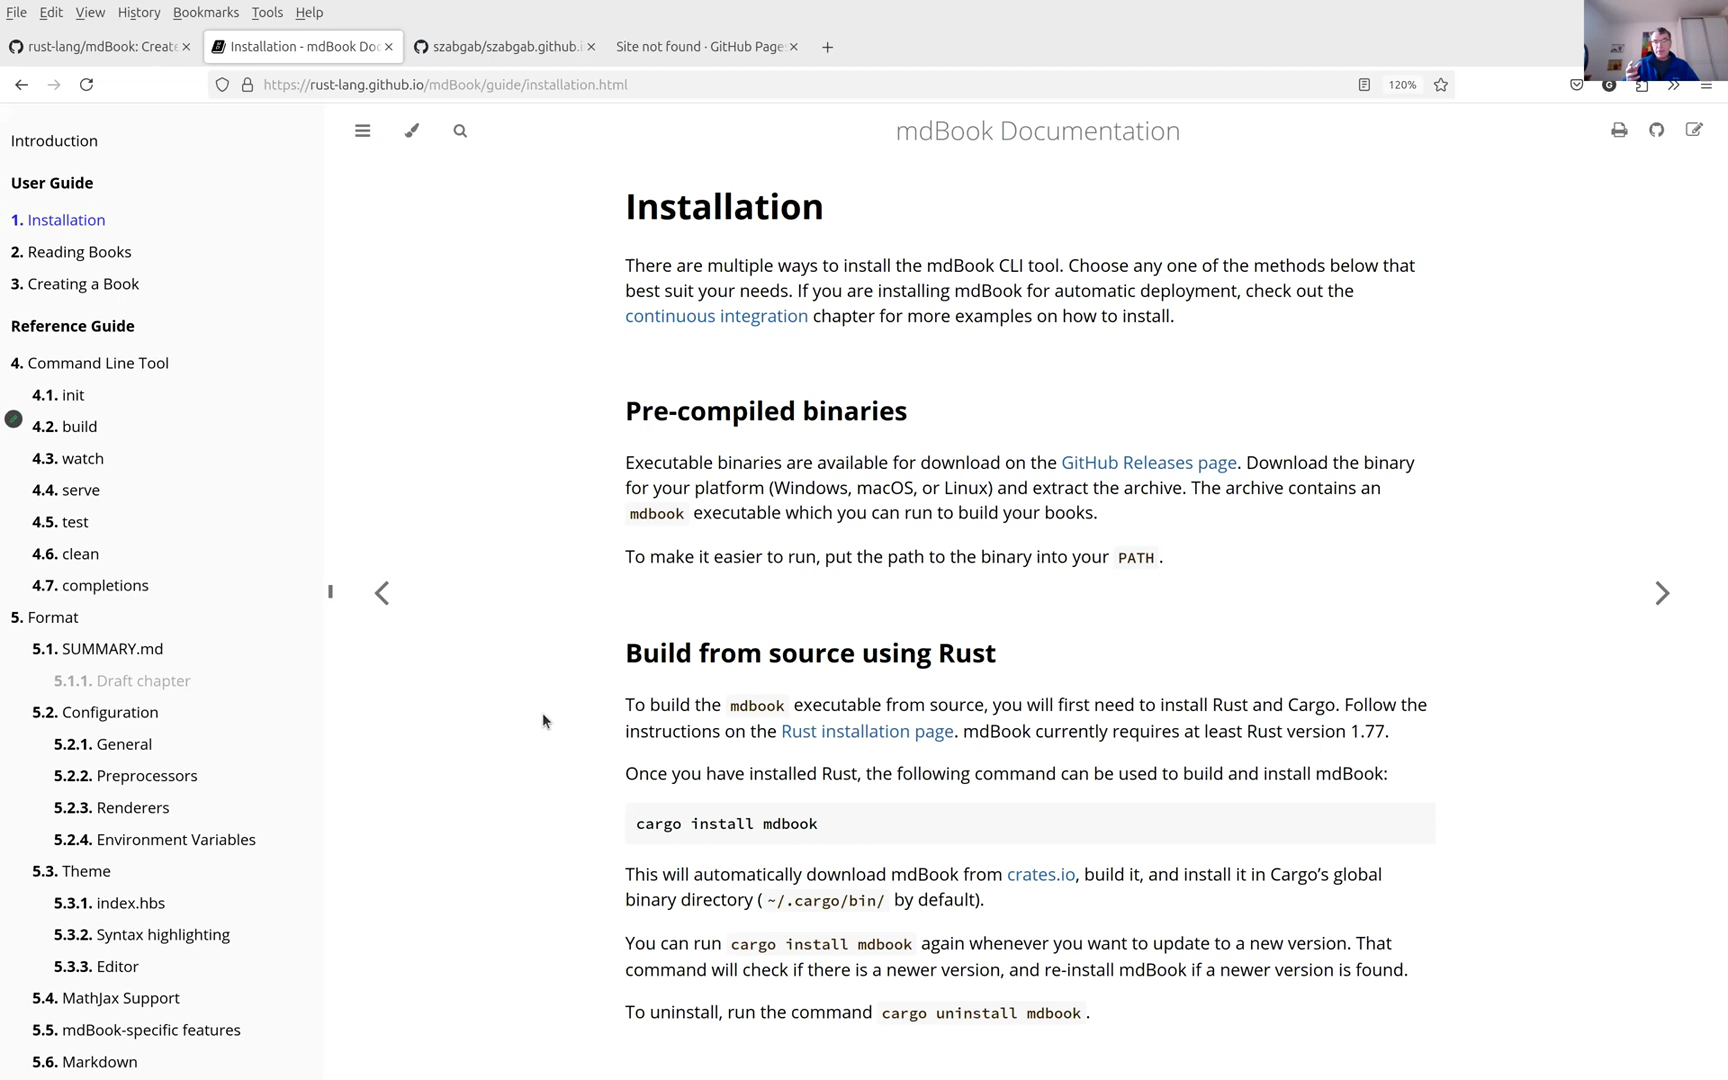 File Edit View History Bookmarks Tools Help
rust-lang/mdBook: Create
Installation - mdBook Doc
szabgab/szabgab.github.i
Site not found · GitHub Page
https://rust-lang.github.io/mdBook/guide/installation.html
120%
Introduction
User Guide
1. Installation
2. Reading Books
3. Creating a Book
Reference Guide
4. Command Line Tool
4.1. init
4.2. build
4.3. watch
4.4. serve
4.5. test
4.6. clean
4.7. completions
5. Format
5.1. SUMMARY.md
5.1.1. Draft chapter
5.2. Configuration
5.2.1. General
5.2.2. Preprocessors
5.2.3. Renderers
5.2.4. Environment Variables
5.3. Theme
5.3.1. index.hbs
5.3.2. Syntax highlighting
5.3.3. Editor
5.4. MathJax Support
5.5. mdBook-specific features
5.6. Markdown
mdBook Documentation
Installation
There are multiple ways to install the mdBook CLI tool. Choose any one of the methods below that
best suit your needs. If you are installing mdBook for automatic deployment, check out the
continuous integration chapter for more examples on how to install.
Pre-compiled binaries
Executable binaries are available for download on the GitHub Releases page. Download the binary
for your platform (Windows, macOS, or Linux) and extract the archive. The archive contains an
mdbook executable which you can run to build your books.
To make it easier to run, put the path to the binary into your PATH.
Build from source using Rust
To build the mdbook executable from source, you will first need to install Rust and Cargo. Follow the
instructions on the Rust installation page. mdBook currently requires at least Rust version 1.77.
Once you have installed Rust, the following command can be used to build and install mdBook:
cargo install mdbook
This will automatically download mdBook from crates.io, build it, and install it in Cargo’s global
binary directory (~/.cargo/bin/ by default).
You can run cargo install mdbook again whenever you want to update to a new version. That
command will check if there is a newer version, and re-install mdBook if a newer version is found.
To uninstall, run the command cargo uninstall mdbook.